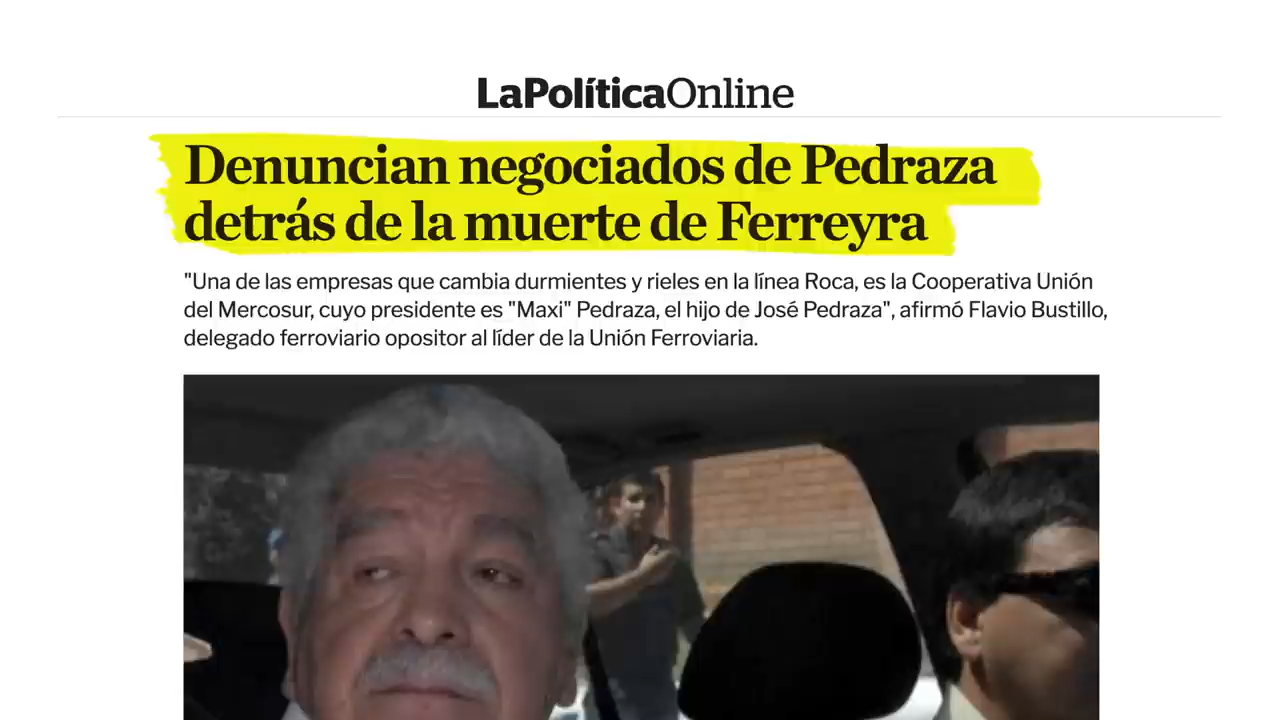 LaPolíticaOnline
Denuncian negociados de Pedraza
detrás de la muerte de Ferreyra
"Una de las empresas que cambia durmientes y rieles en la línea Roca, es la Cooperativa Unión
del Mercosur, cuyo presidente es "Maxi" Pedraza, el hijo de José Pedraza", afirmó Flavio Bustillo,
delegado ferroviario opositor al líder de la Unión Ferroviaria.